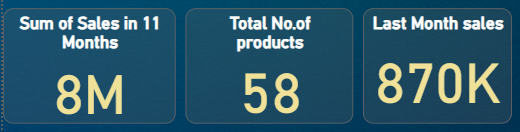 Sum of Sales in 11
Months
8M
Total No.of
products
58
Last Month sales
870K